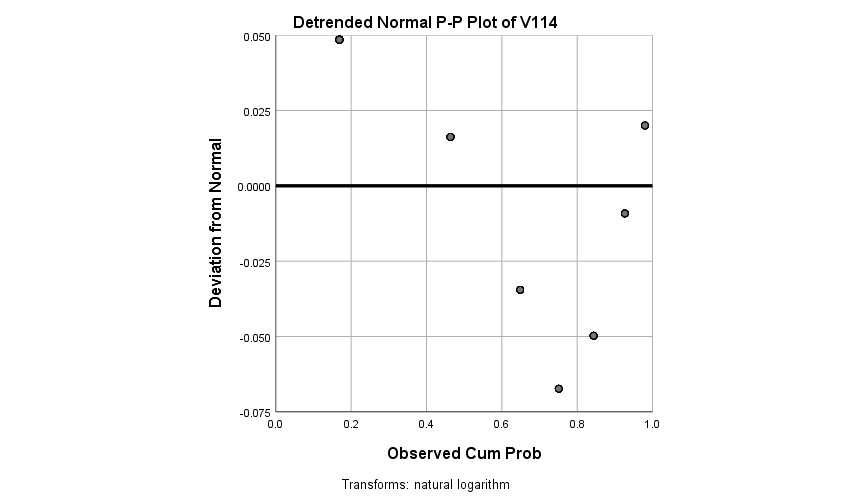 Detrended Normal P-P Plot of V114
0.050
0.025
0.0000
-0.025
-0.050
-0.075
Deviation from Normal
0.0 0.2 0.4 0.6 0.8 1.0
Observed Cum Prob
Transforms: natural logarithm